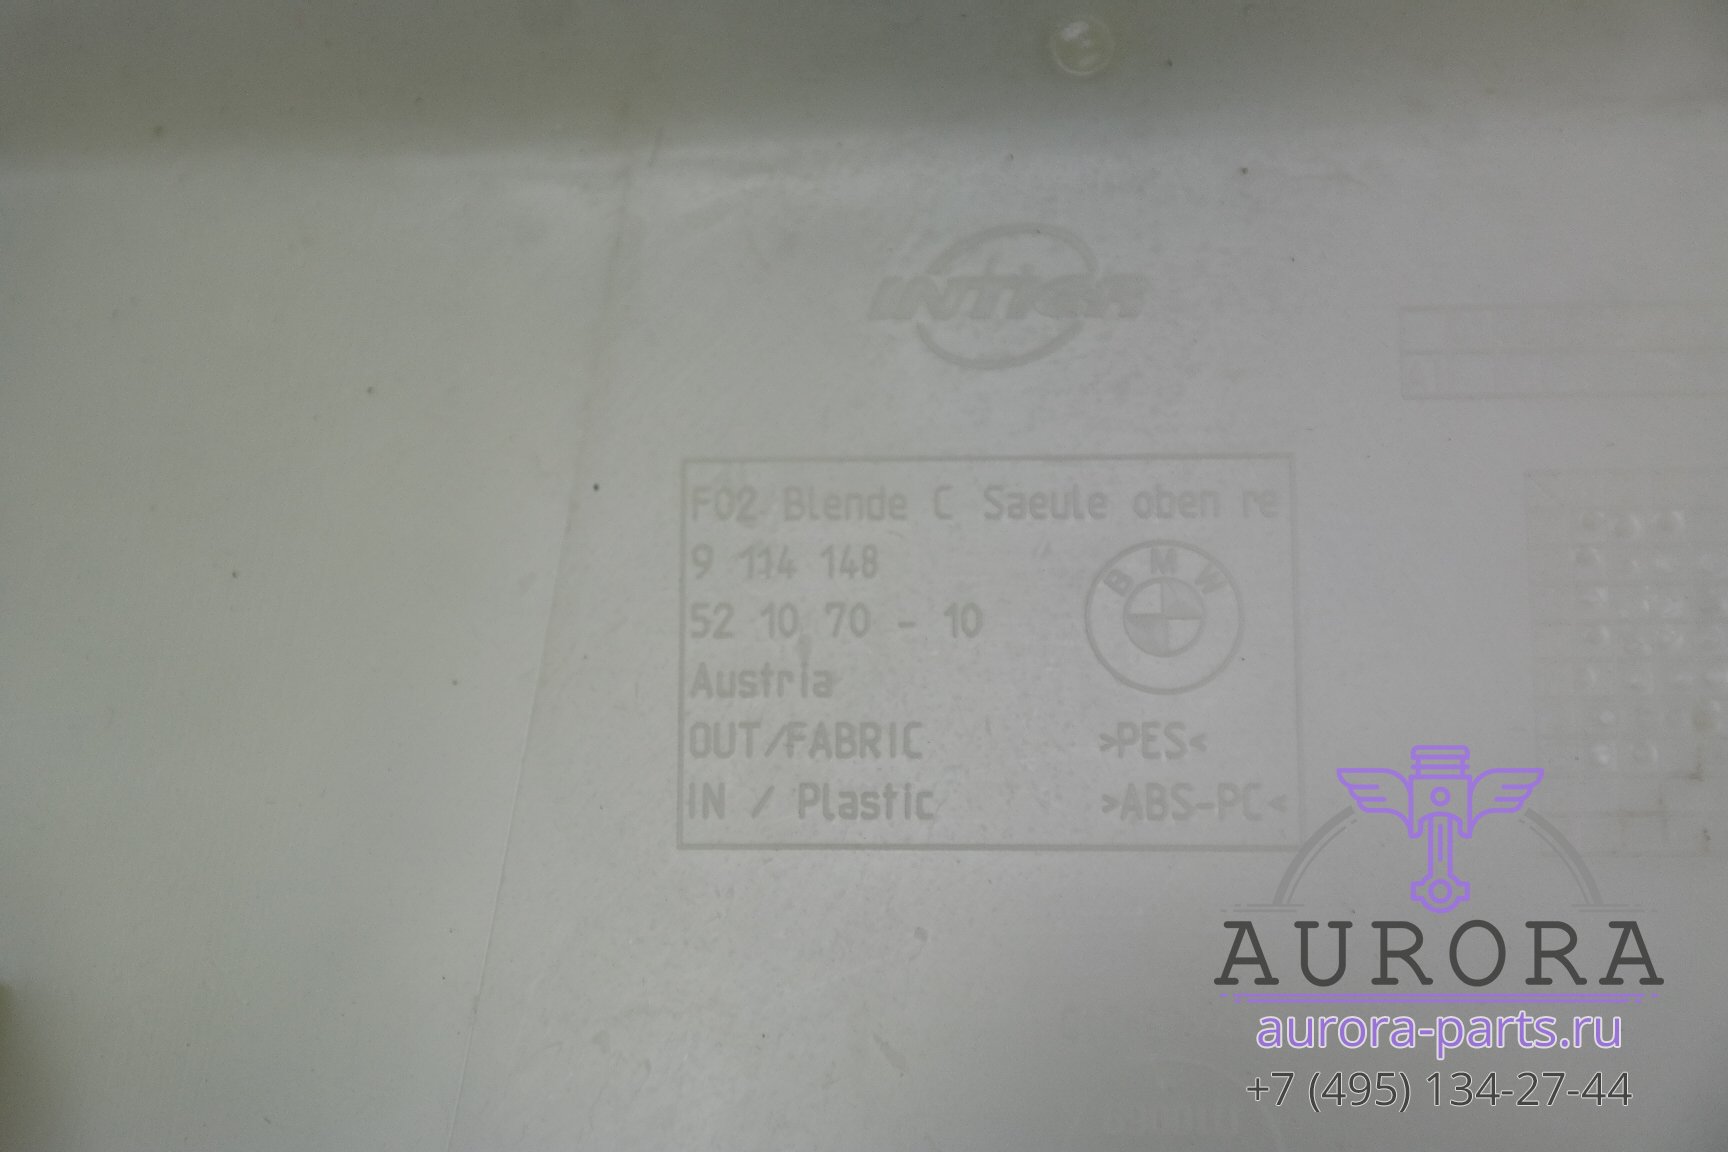 INTIER
F02 Blende C Saeule oben re
9 114 148
52 10 70 - 10
BMW
Austria
OUT/FABRIC >PES<
IN / Plastic >ABS-PC<
AURORA
aurora-parts.ru
+7 (495) 134-27-44